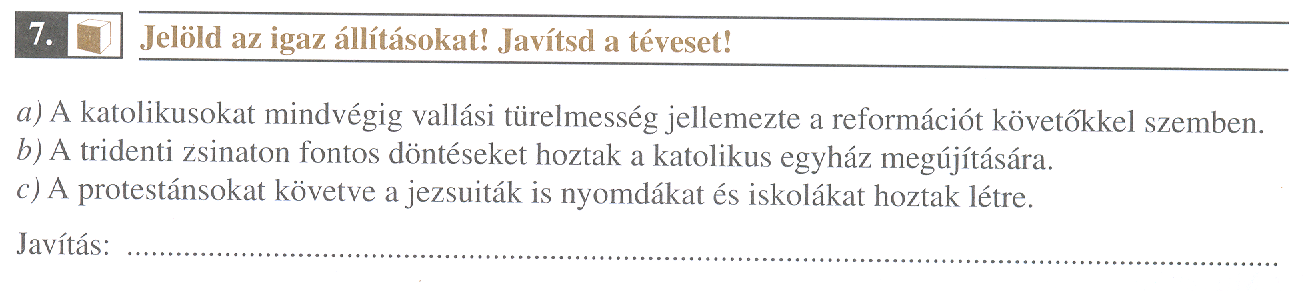 7. Jelöld az igaz állításokat! Javítsd a téveset!
a) A katolikusokat mindvégig vallási türelmesség jellemezte a reformációt követőkkel szemben.
b) A tridenti zsinaton fontos döntéseket hoztak a katolikus egyház megújítására.
c) A protestánsokat követve a jezsuiták is nyomdákat és iskolákat hoztak létre.
Javítás: ........................................................................................................................